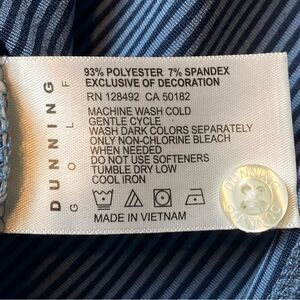 DUNNING
GOLF
93% POLYESTER 7% SPANDEX
EXCLUSIVE OF DECORATION
RN 128492 CA 50182
MACHINE WASH COLD
GENTLE CYCLE
WASH DARK COLORS SEPARATELY
ONLY NON-CHLORINE BLEACH
WHEN NEEDED
DO NOT USE SOFTENERS
TUMBLE DRY LOW
COOL IRON
MADE IN VIETNAM
DUNNING